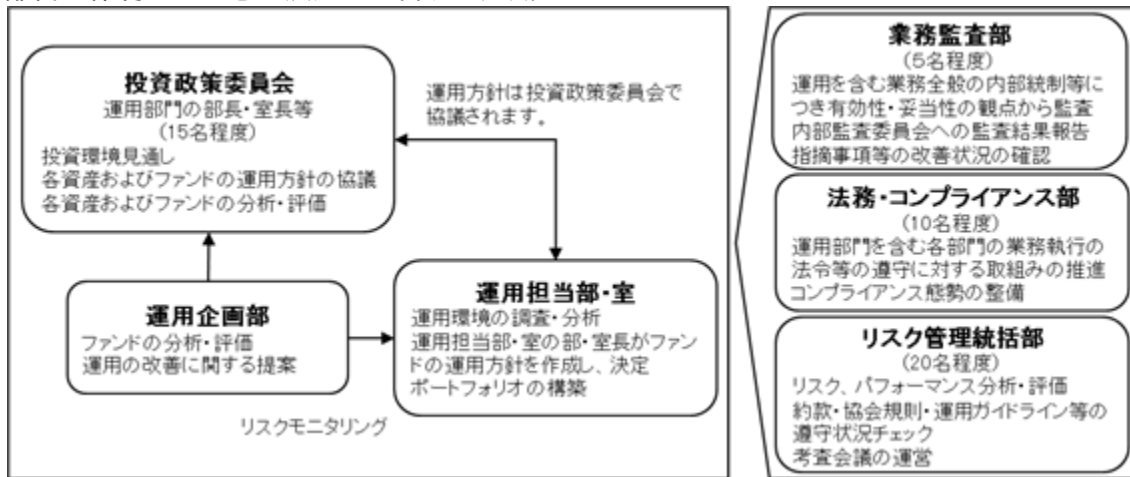 投資政策委員会
運用部門の部長・室長等
(15名程度)
投資環境見通し
各資産およびファンドの運用方針の協議
各資産およびファンドの分析・評価
運用方針は投資政策委員会で
協議されます。
運用企画部
ファンドの分析・評価
運用の改善に関する提案
運用担当部・室
運用環境の調査・分析
運用担当部・室の部・室長がファン
ドの運用方針を作成し、決定
ポートフォリオの構築
リスクモニタリング
業務監査部
(5名程度)
運用を含む業務全般の内部統制等に
つき有効性・妥当性の観点から監査
内部監査委員会への監査結果報告
指摘事項等の改善状況の確認
法務・コンプライアンス部
(10名程度)
運用部門を含む各部門の業務執行の
法令等の遵守に対する取組みの推進
コンプライアンス態勢の整備
リスク管理統括部
(20名程度)
リスク、パフォーマンス分析・評価
約款・協会規則・運用ガイドライン等の
遵守状況チェック
考査会議の運営